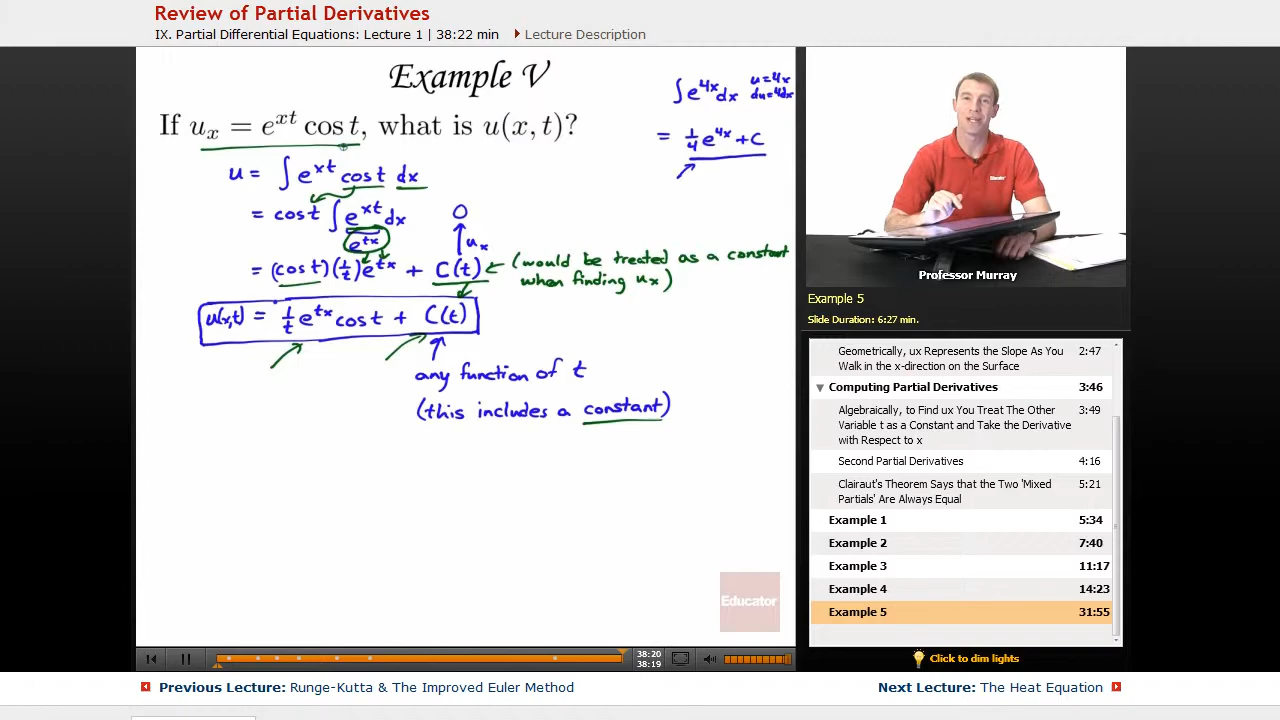 Review of Partial Derivatives
IX. Partial Differential Equations: Lecture 1 | 38:22 min
Lecture Description
Example V
If u_x = e^{xt} cos t, what is u(x, t)?
u = ∫ e^{xt} cos t dx
= cos t ∫ e^{xt} dx
e^{tx}
0
u_x
= (cos t)(1/t) e^{tx} + C(t) ← (would be treated as a constant
when finding u_x)
u(x,t) = 1/t e^{tx} cos t + C(t)
any function of t
(this includes a constant)
∫ e^{4x} dx
u = 4x
du = 4dx
= 1/4 e^{4x} + C
Educator
Educator
Professor Murray
Example 5
Slide Duration: 6:27 min.
Geometrically, ux Represents the Slope As You 2:47
Walk in the x-direction on the Surface
Computing Partial Derivatives 3:46
Algebraically, to Find ux You Treat The Other 3:49
Variable t as a Constant and Take the Derivative
with Respect to x
Second Partial Derivatives 4:16
Clairaut's Theorem Says that the Two 'Mixed 5:21
Partials' Are Always Equal
Example 1 5:34
Example 2 7:40
Example 3 11:17
Example 4 14:23
Example 5 31:55
38:20
38:19
Click to dim lights
Previous Lecture: Runge-Kutta & The Improved Euler Method
Next Lecture: The Heat Equation